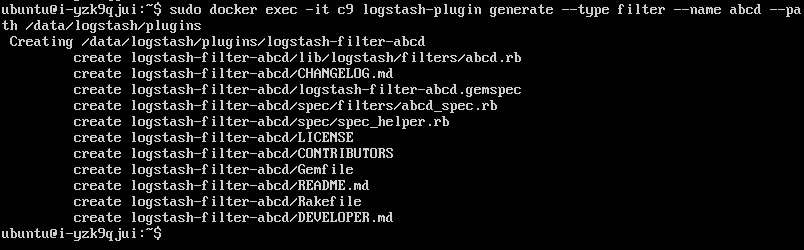 ubuntu@i-yzk9qjui:~$ sudo docker exec -it c9 logstash-plugin generate --type filter --name abcd --pa
th /data/logstash/plugins
 Creating /data/logstash/plugins/logstash-filter-abcd
         create logstash-filter-abcd/lib/logstash/filters/abcd.rb
         create logstash-filter-abcd/CHANGELOG.md
         create logstash-filter-abcd/logstash-filter-abcd.gemspec
         create logstash-filter-abcd/spec/filters/abcd_spec.rb
         create logstash-filter-abcd/spec/spec_helper.rb
         create logstash-filter-abcd/LICENSE
         create logstash-filter-abcd/CONTRIBUTORS
         create logstash-filter-abcd/Gemfile
         create logstash-filter-abcd/README.md
         create logstash-filter-abcd/Rakefile
         create logstash-filter-abcd/DEVELOPER.md
ubuntu@i-yzk9qjui:~$